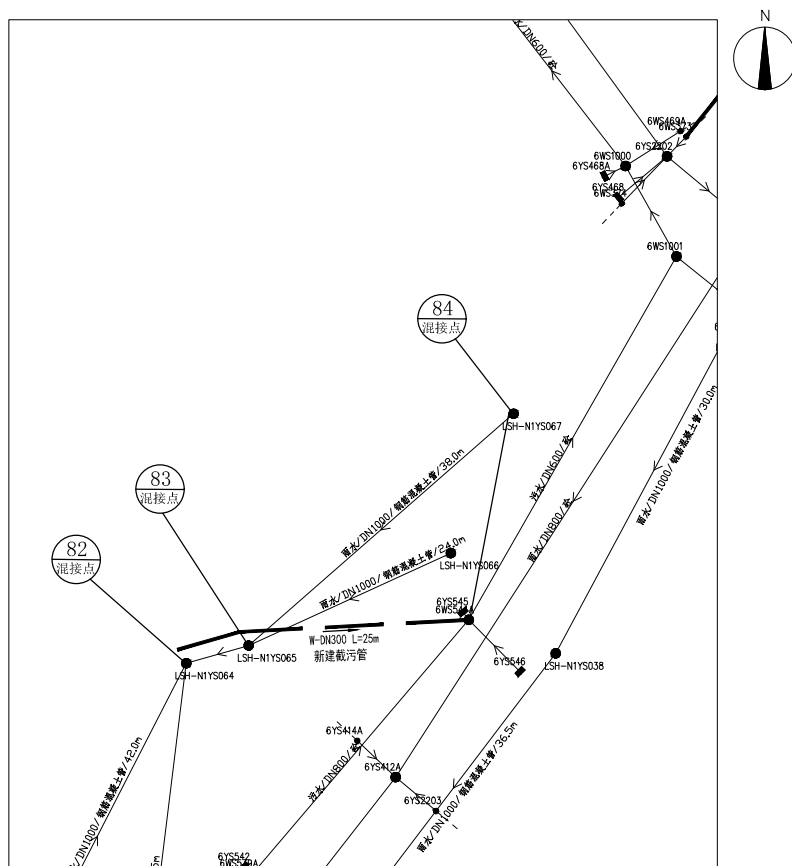 N
水/DN600/砼
6WS469A
6WS373
6YS2202
6WS1000
6YS468A
6YS468
6WS374
6WS1001
84
混接点
LSH-N1YS067
雨水/DN1000/钢筋混凝土管/30.0m
污水/DN600/砼
雨水/DN800/砼
雨水/DN1000/钢筋混凝土管/38.0m
83
混接点
82
混接点
雨水/DN1000/钢筋混凝土管/24.0m
LSH-N1YS066
6YS545
W-DN300 L=25m
新建截污管
LSH-N1YS065
LSH-N1YS064
6YS546
LSH-N1YS038
6YS414A
6YS412A
6YS2203
污水/DN800/砼
雨水/DN1000/钢筋混凝土管/36.5m
水/DN1000/钢筋混凝土管/42.0m
6YS542